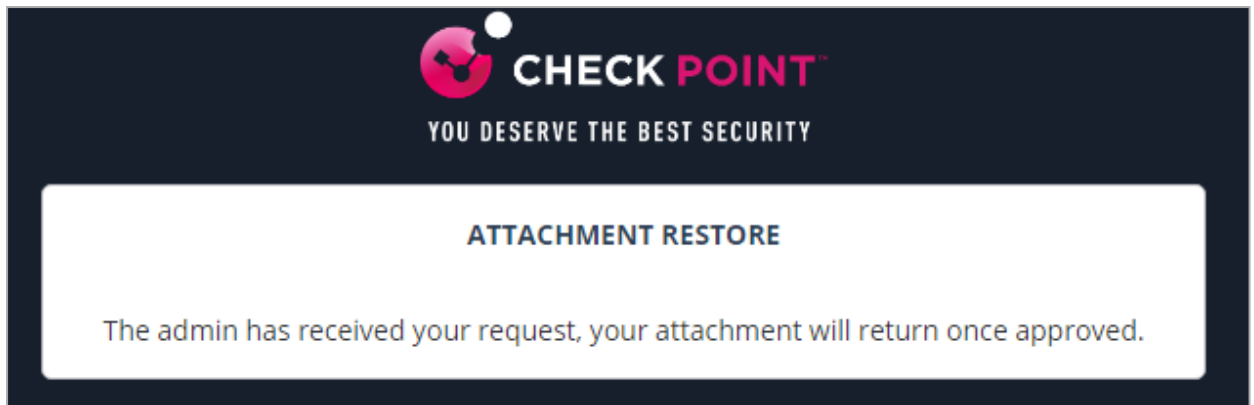 CHECK POINT™
YOU DESERVE THE BEST SECURITY
ATTACHMENT RESTORE
The admin has received your request, your attachment will return once approved.